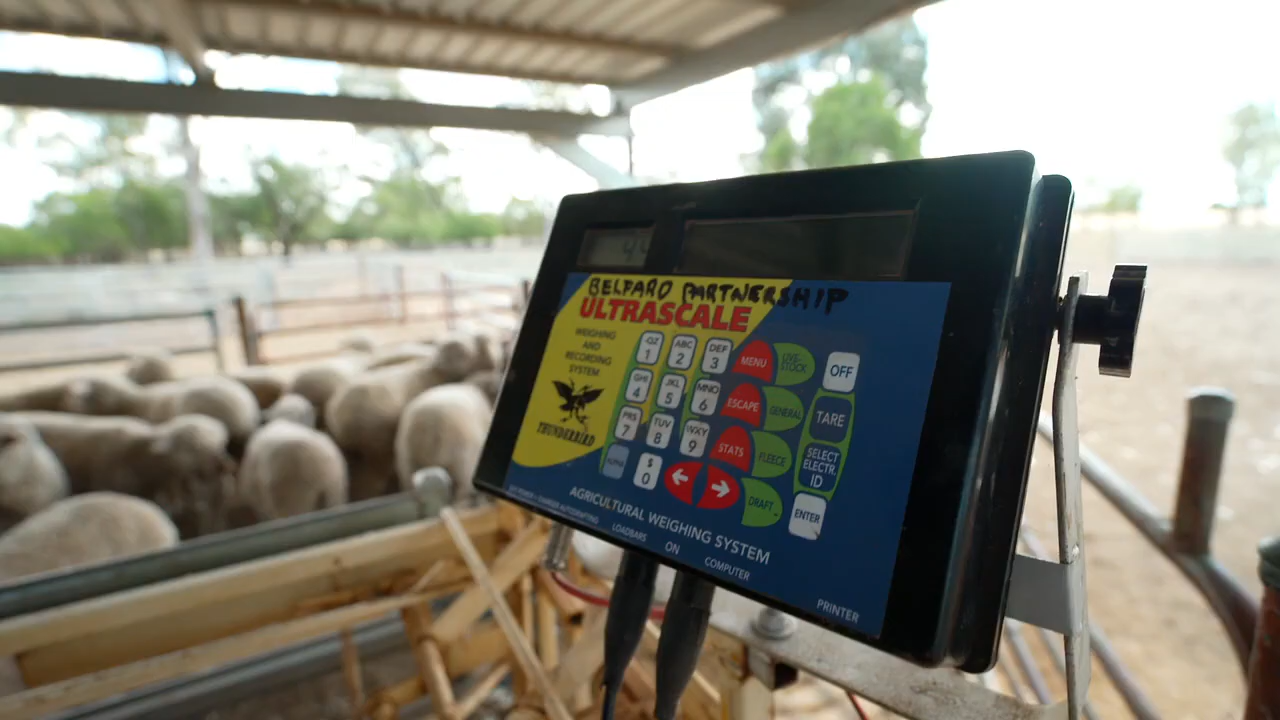 BELFARO PARTNERSHIP
ULTRASCALE
WEIGHING
AND
RECORDING
SYSTEM
THUNDERBIRD
.QZ
1
ABC
2
DEF
3
MENU
LIVE-
STOCK
OFF
GHI
4
JKL
5
MNO
6
ESCAPE
GENERAL
TARE
PRS
7
TUV
8
WXY
9
STATS
FLEECE
SELECT
ELECTR.
ID
ALPHA
$
0
← →
DRAFT
ENTER
AGRICULTURAL WEIGHING SYSTEM
LOADBARS ON COMPUTER PRINTER